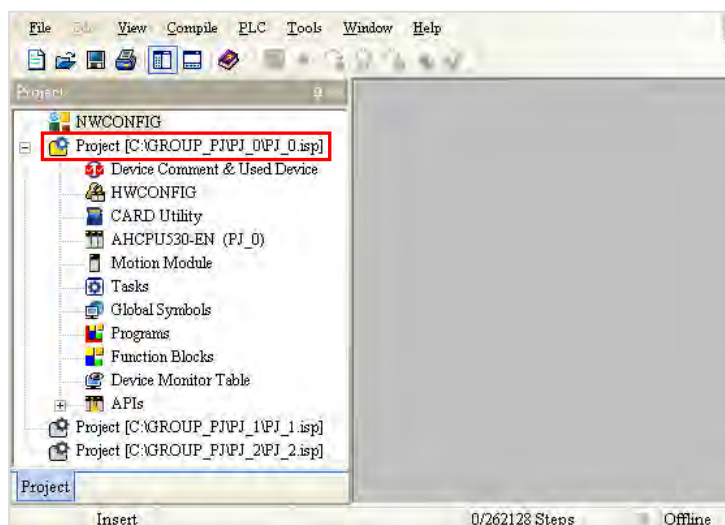 File View Compile PLC Tools Window Help
Project
NWCONFIG
Project [C:\GROUP_PJ\PJ_0\PJ_0.isp]
Device Comment & Used Device
HWCONFIG
CARD Utility
AHCPU530-EN (PJ_0)
Motion Module
Tasks
Global Symbols
Programs
Function Blocks
Device Monitor Table
APIs
Project [C:\GROUP_PJ\PJ_1\PJ_1.isp]
Project [C:\GROUP_PJ\PJ_2\PJ_2.isp]
Project
Insert 0/262128 Steps Offline